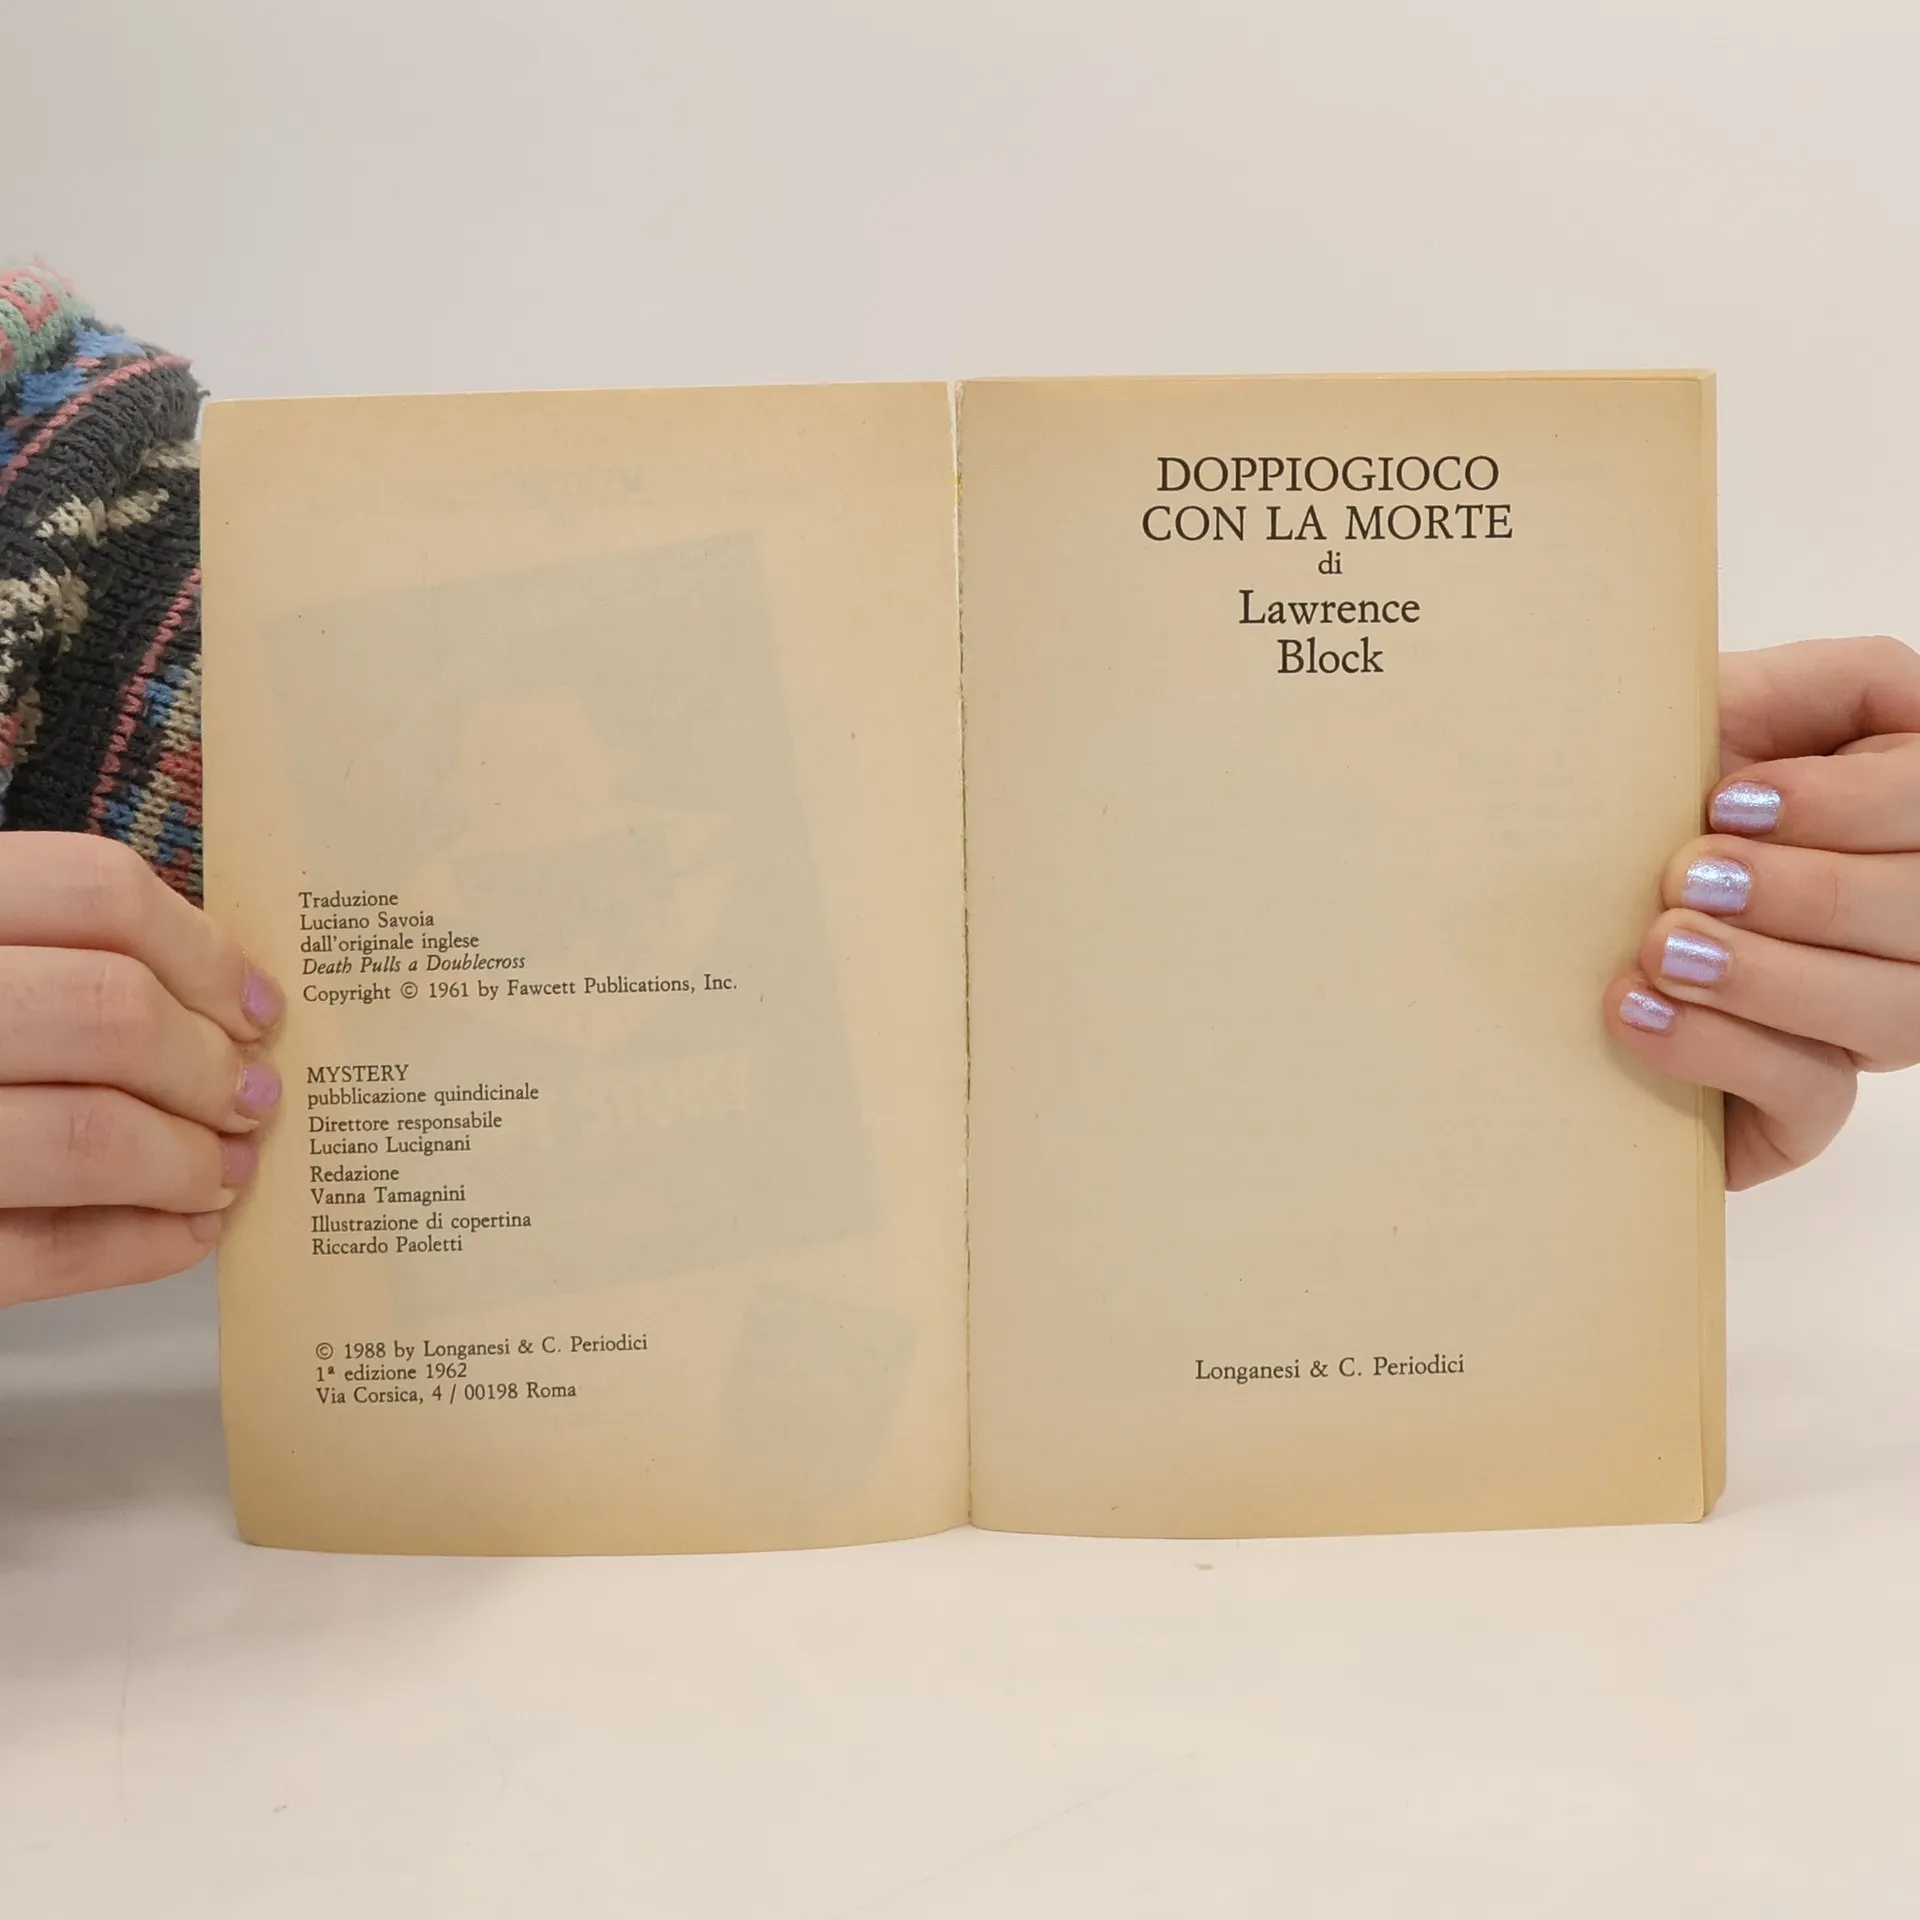 Traduzione
Luciano Savoia
dall'originale inglese
Death Pulls a Doublecross
Copyright © 1961 by Fawcett Publications, Inc.
MYSTERY
pubblicazione quindicinale
Direttore responsabile
Luciano Lucignani
Redazione
Vanna Tamagnini
Illustrazione di copertina
Riccardo Paoletti
© 1988 by Longanesi & C. Periodici
1ª edizione 1962
Via Corsica, 4 / 00198 Roma
DOPPIOGIOCO
CON LA MORTE
di
Lawrence
Block
Longanesi & C. Periodici